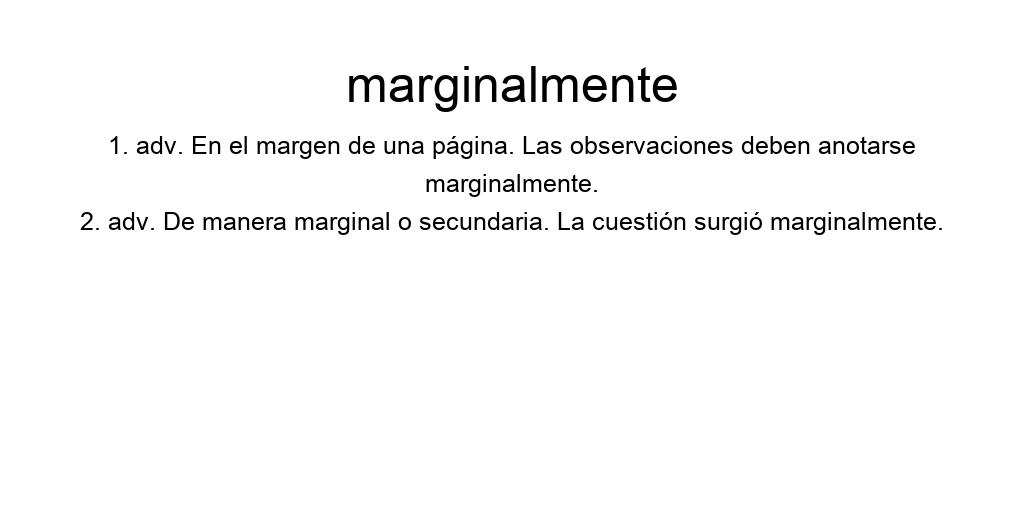 marginalmente
1. adv. En el margen de una página. Las observaciones deben anotarse
marginalmente.
2. adv. De manera marginal o secundaria. La cuestión surgió marginalmente.